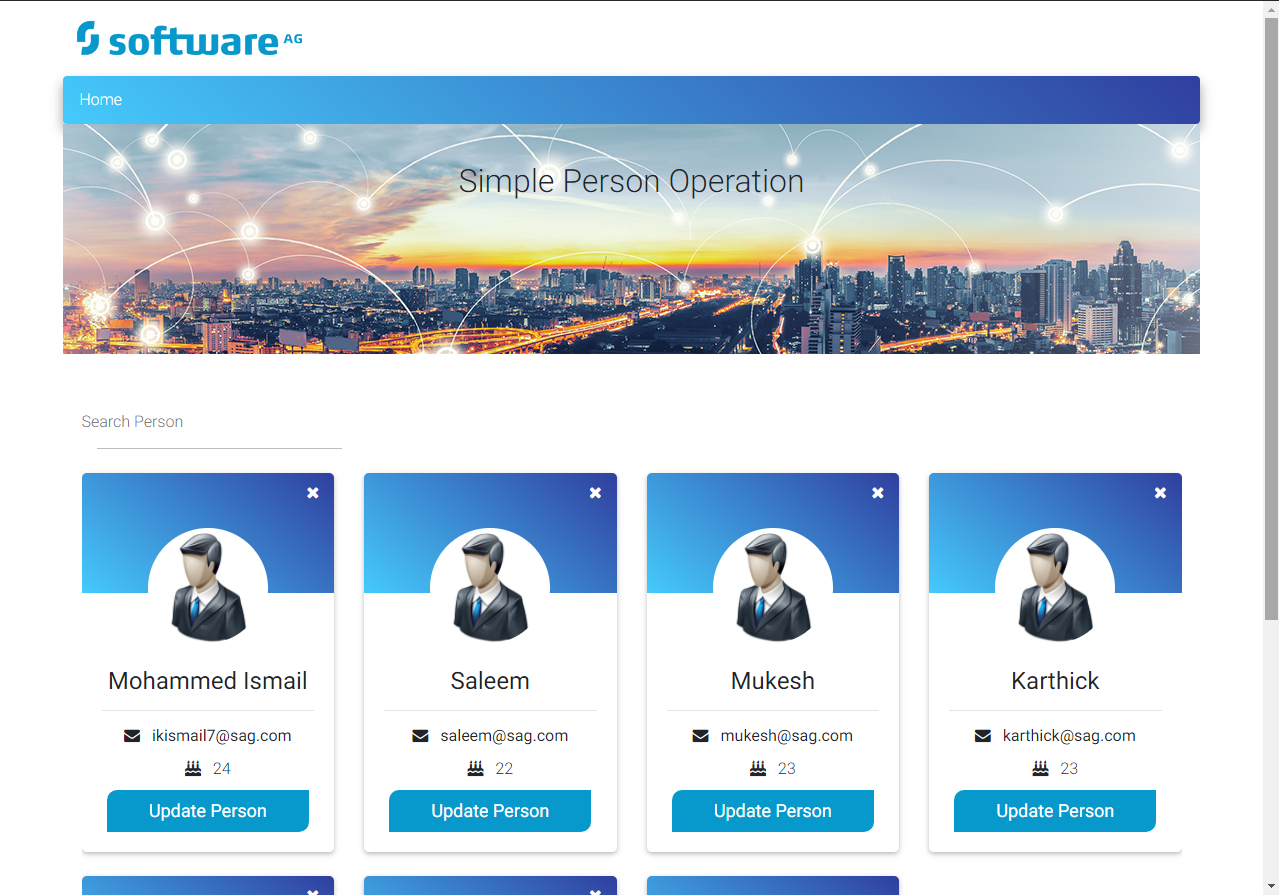 software AG
Home
Simple Person Operation
Search Person
Mohammed Ismail
ikismail7@sag.com
24
Update Person
Saleem
saleem@sag.com
22
Update Person
Mukesh
mukesh@sag.com
23
Update Person
Karthick
karthick@sag.com
23
Update Person